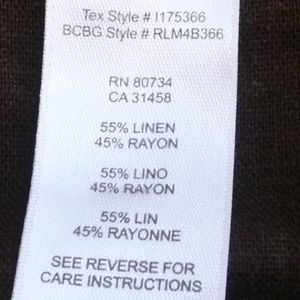 Tex Style # I175366
BCBG Style # RLM4B366
RN 80734
CA 31458
55% LINEN
45% RAYON
55% LINO
45% RAYON
55% LIN
45% RAYONNE
SEE REVERSE FOR
CARE INSTRUCTIONS